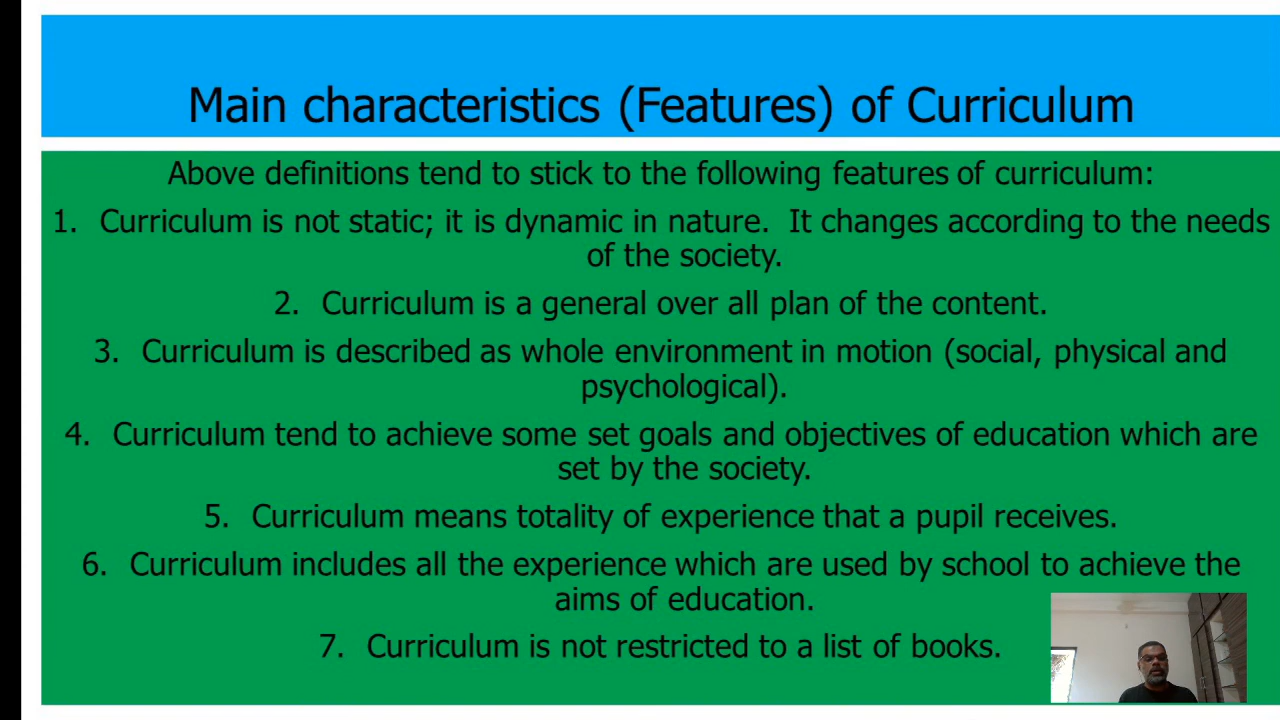 Main characteristics (Features) of Curriculum
Above definitions tend to stick to the following features of curriculum:
1. Curriculum is not static; it is dynamic in nature. It changes according to the needs
of the society.
2. Curriculum is a general over all plan of the content.
3. Curriculum is described as whole environment in motion (social, physical and
psychological).
4. Curriculum tend to achieve some set goals and objectives of education which are
set by the society.
5. Curriculum means totality of experience that a pupil receives.
6. Curriculum includes all the experience which are used by school to achieve the
aims of education.
7. Curriculum is not restricted to a list of books.